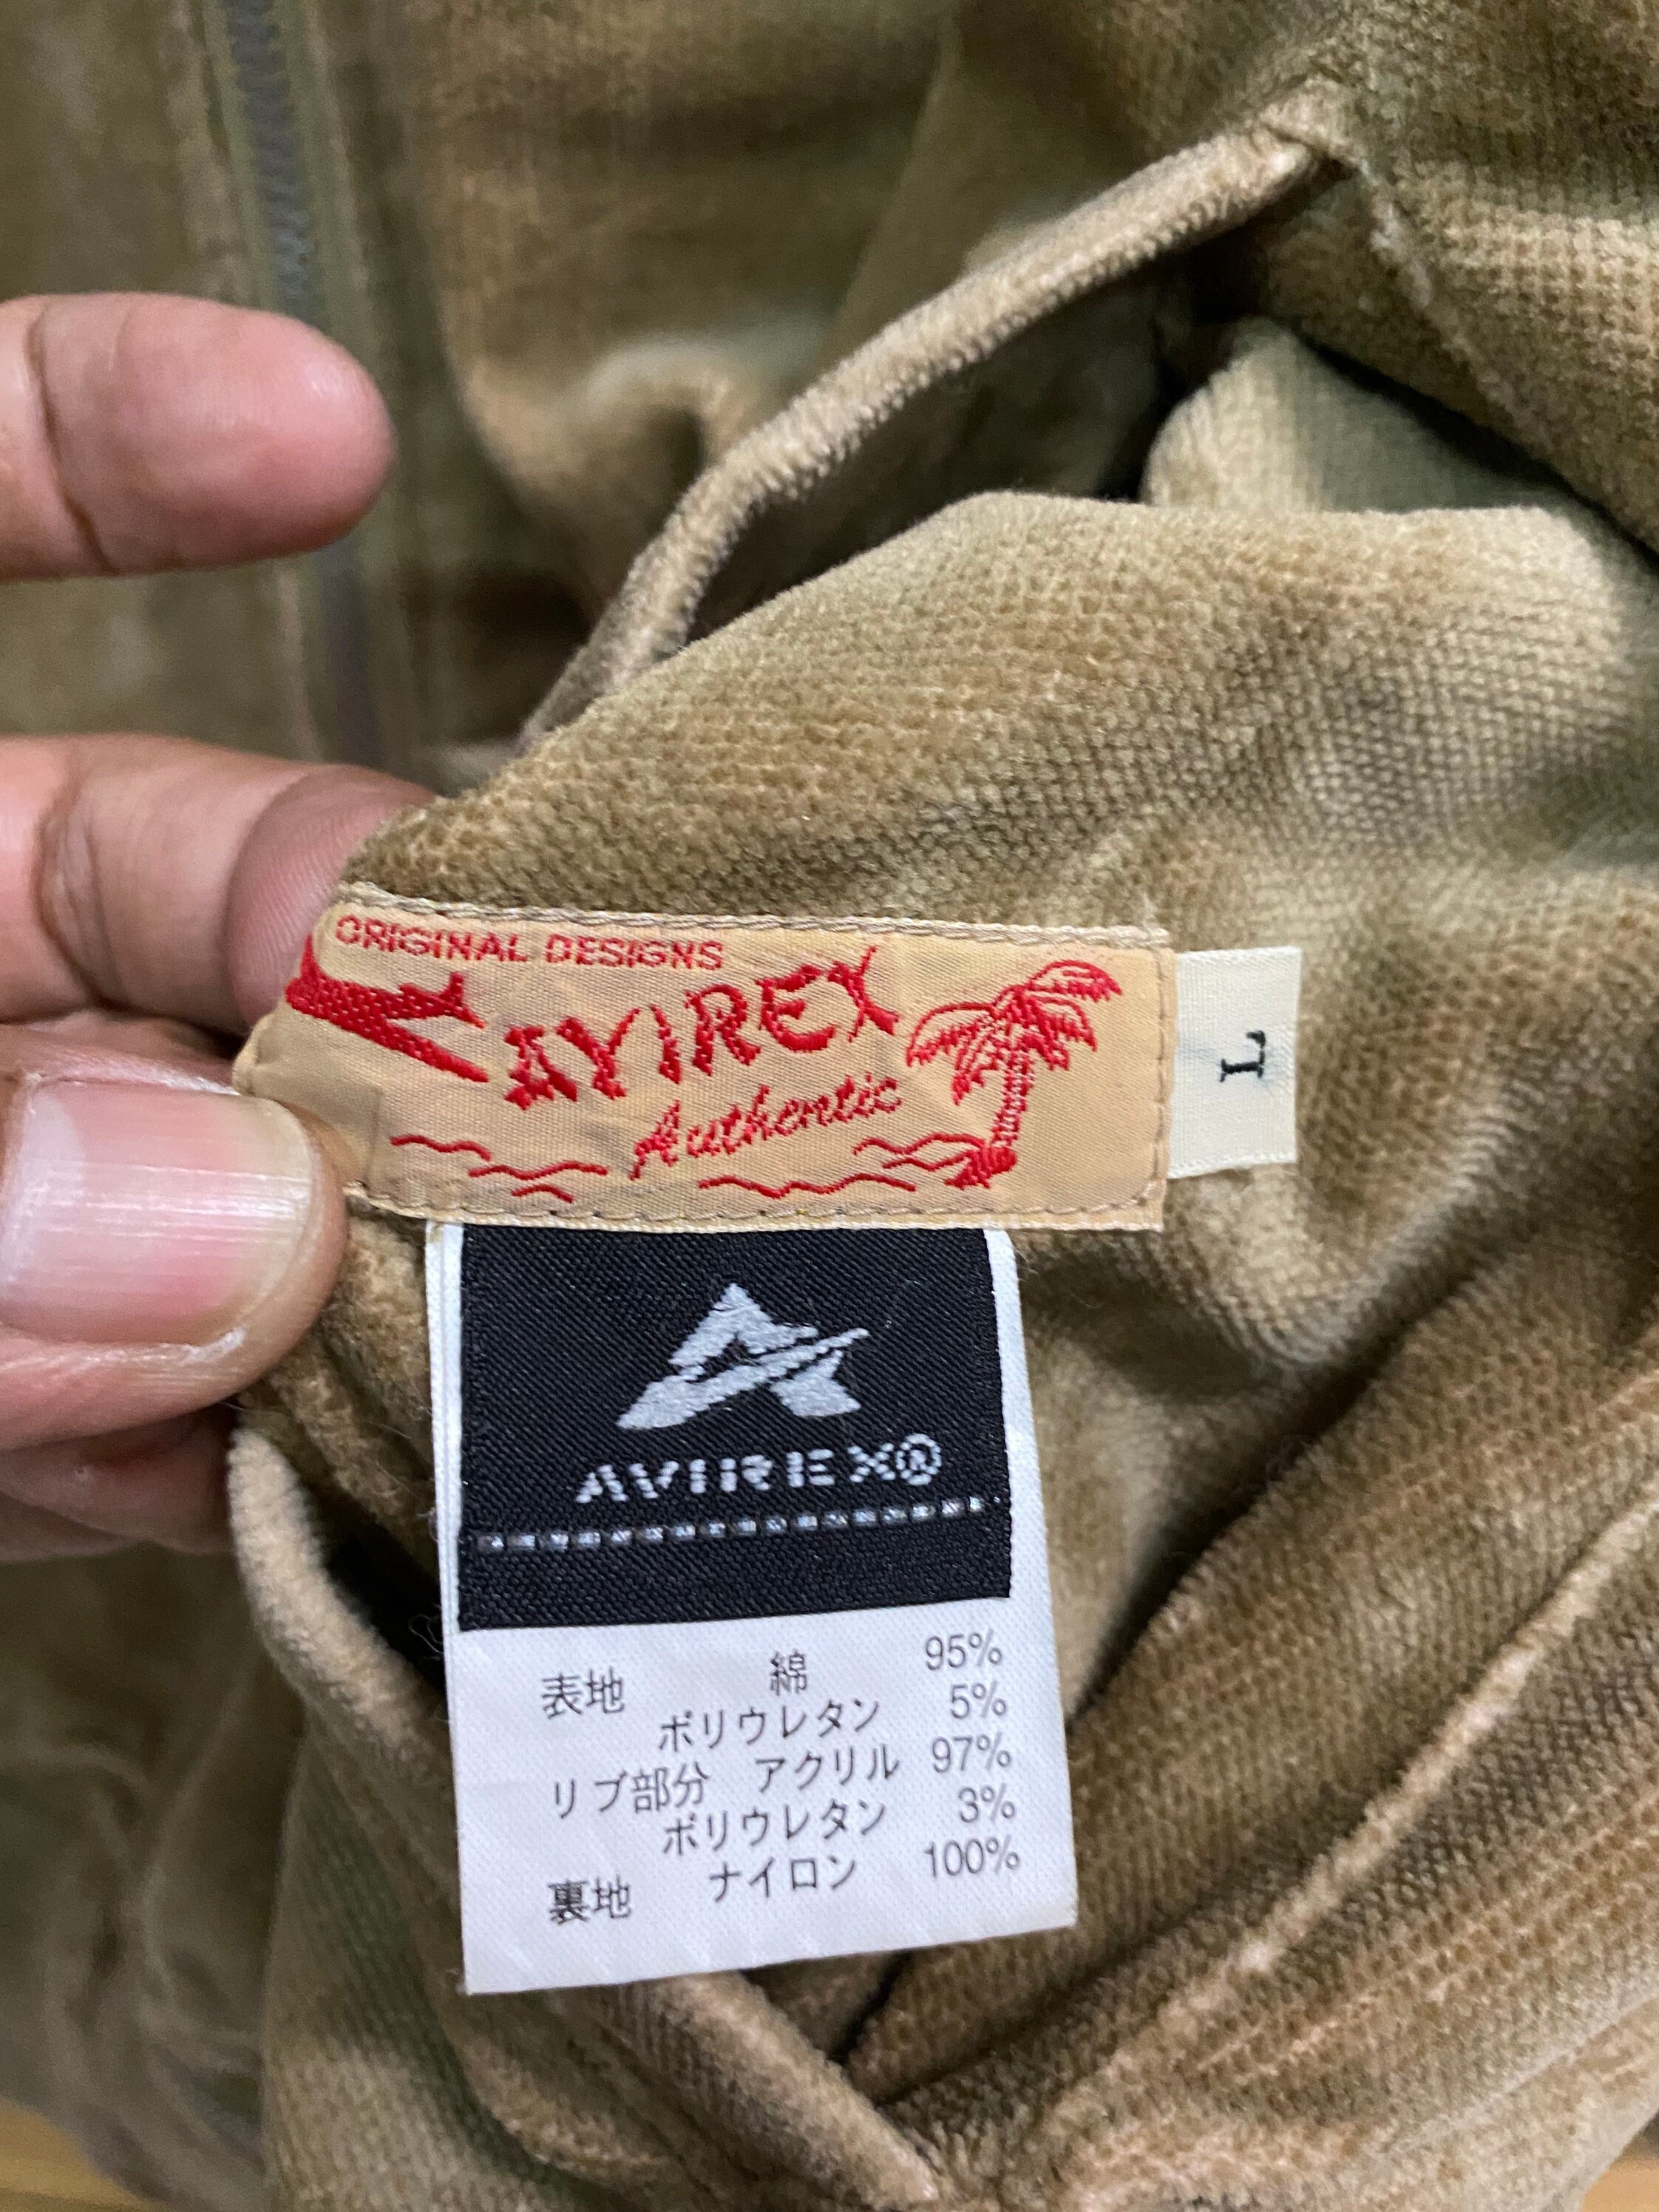 ORIGINAL DESIGNS
AVIREX
Authentic
L
AVIREX®
表地 綿 95%
ポリウレタン 5%
リブ部分 アクリル 97%
ポリウレタン 3%
裏地 ナイロン 100%